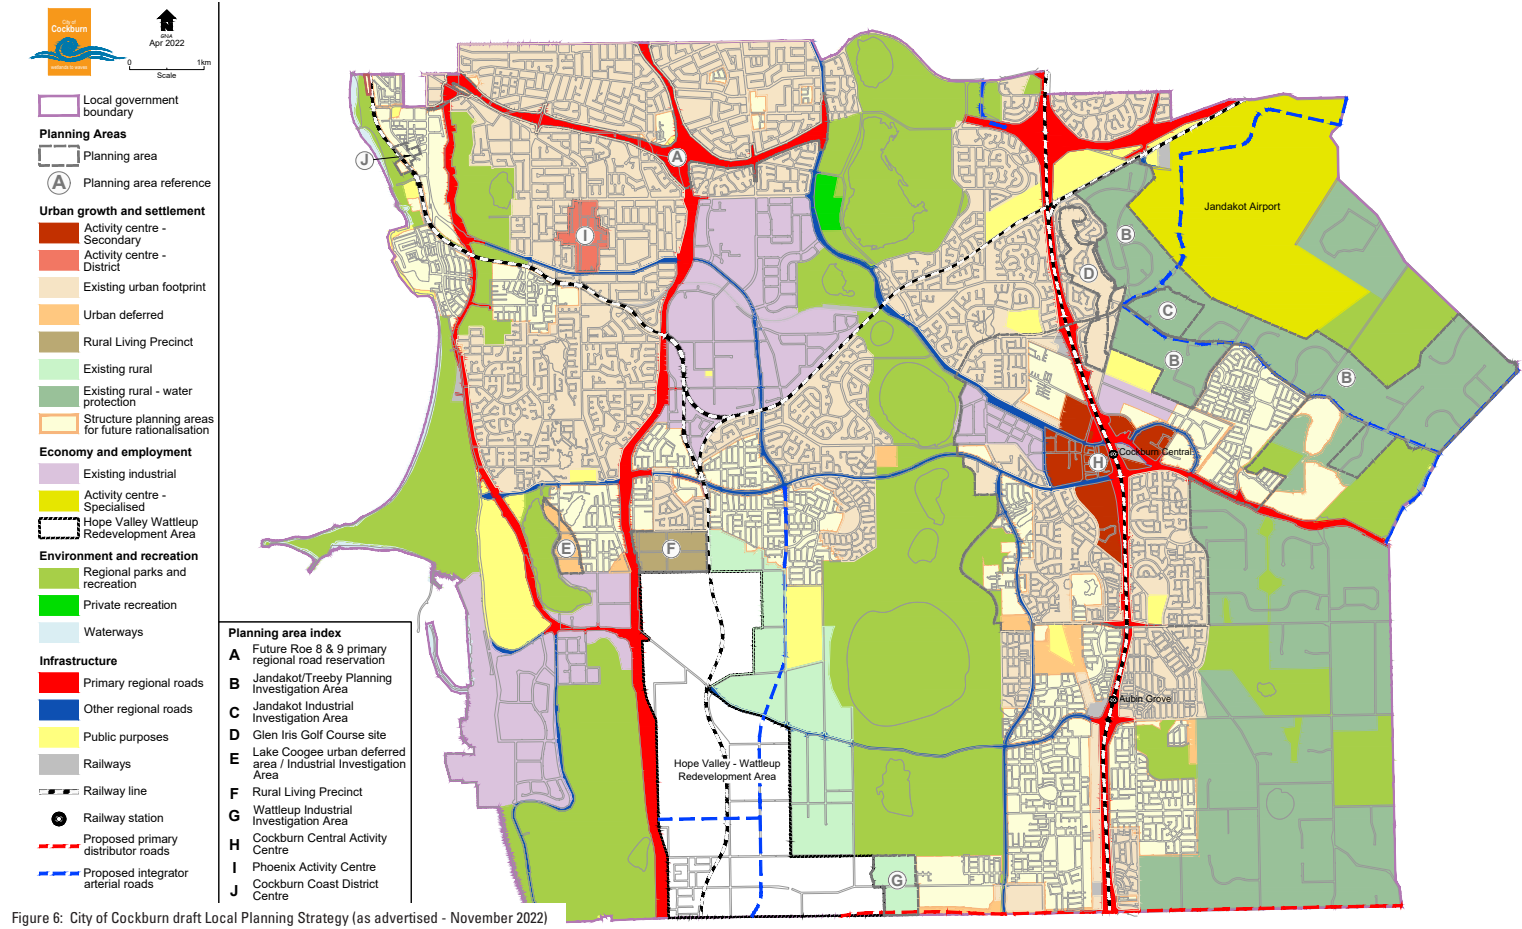 City of
Cockburn
wetlands to waves
GNA
Apr 2022
0 1km
Scale
Local government
boundary
Planning Areas
Planning area
A Planning area reference
Urban growth and settlement
Activity centre -
Secondary
Activity centre -
District
Existing urban footprint
Urban deferred
Rural Living Precinct
Existing rural
Existing rural - water
protection
Structure planning areas
for future rationalisation
Economy and employment
Existing industrial
Activity centre -
Specialised
Hope Valley Wattleup
Redevelopment Area
Environment and recreation
Regional parks and
recreation
Private recreation
Waterways
Infrastructure
Primary regional roads
Other regional roads
Public purposes
Railways
Railway line
Railway station
Proposed primary
distributor roads
Proposed integrator
arterial roads
Planning area index
A Future Roe 8 & 9 primary
regional road reservation
B Jandakot/Treeby Planning
Investigation Area
C Jandakot Industrial
Investigation Area
D Glen Iris Golf Course site
E Lake Coogee urban deferred
area / Industrial Investigation
Area
F Rural Living Precinct
G Wattleup Industrial
Investigation Area
H Cockburn Central Activity
Centre
I Phoenix Activity Centre
J Cockburn Coast District
Centre
J
A
I
Jandakot Airport
B
D
C
B
B
Cockburn Central
H
E
F
Aubin Grove
Hope Valley - Wattleup
Redevelopment Area
G
Figure 6: City of Cockburn draft Local Planning Strategy (as advertised - November 2022)